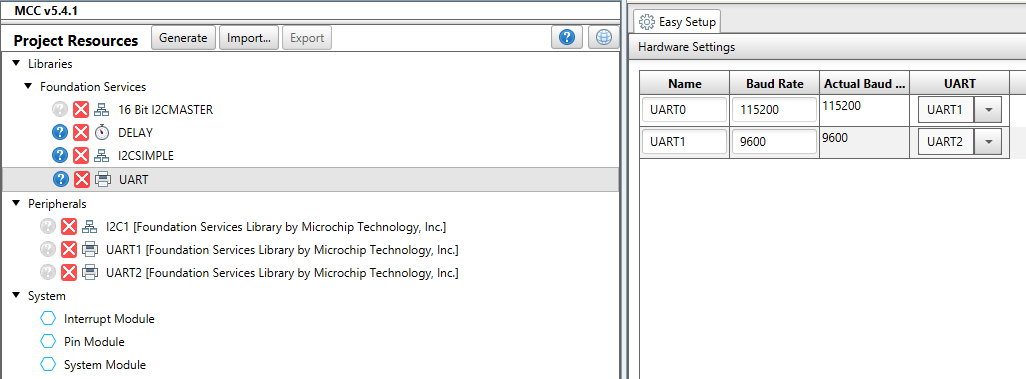 MCC v5.4.1
Project Resources Generate Import... Export ?
Libraries
Foundation Services
? 16 Bit I2CMASTER
? DELAY
? I2CSIMPLE
? UART
Peripherals
? I2C1 [Foundation Services Library by Microchip Technology, Inc.]
? UART1 [Foundation Services Library by Microchip Technology, Inc.]
? UART2 [Foundation Services Library by Microchip Technology, Inc.]
System
Interrupt Module
Pin Module
System Module
Easy Setup
Hardware Settings
Name Baud Rate Actual Baud ... UART
UART0 115200 115200 UART1
UART1 9600 9600 UART2